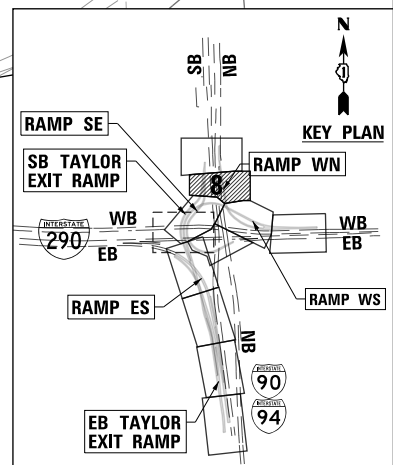 N
1
KEY PLAN
SB
NB
RAMP SE
SB TAYLOR
EXIT RAMP
RAMP WN
8
INTERSTATE
290
WB
EB
WB
EB
RAMP ES
RAMP WS
NB
INTERSTATE
90
INTERSTATE
94
EB TAYLOR
EXIT RAMP